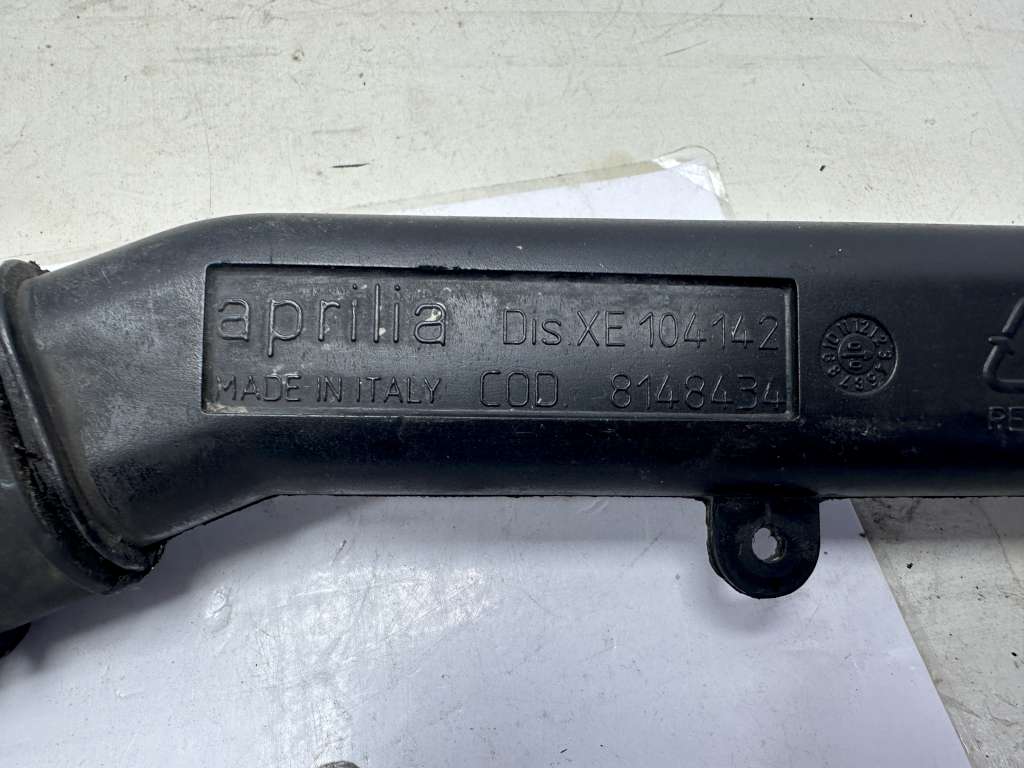 aprilia Dis.XE 104142
MADE IN ITALY COD. 8148434